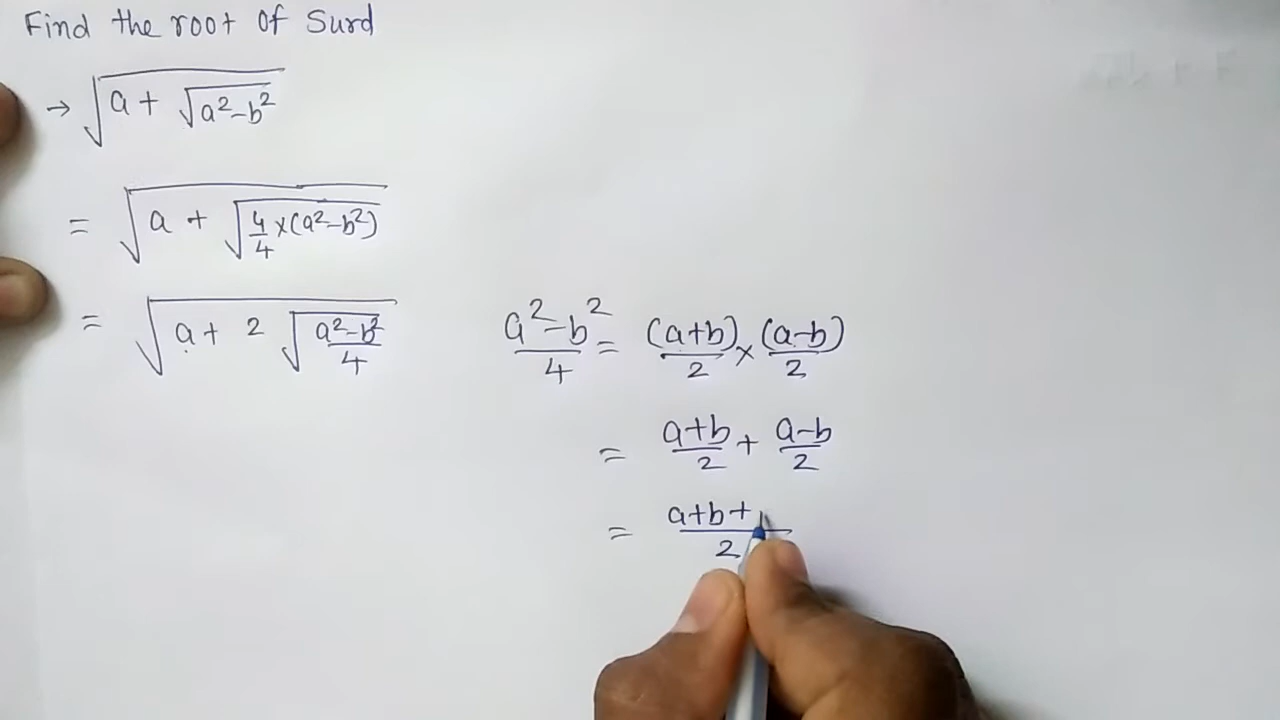 Find the root of Surd
→ √(a + √(a²-b²))
= √(a + √(4/4 ×(a²-b²)))
= √(a + 2 √((a²-b²)/4))
(a²-b²)/4 = (a+b)/2 × (a-b)/2
= (a+b)/2 + (a-b)/2
= (a+b+)/2